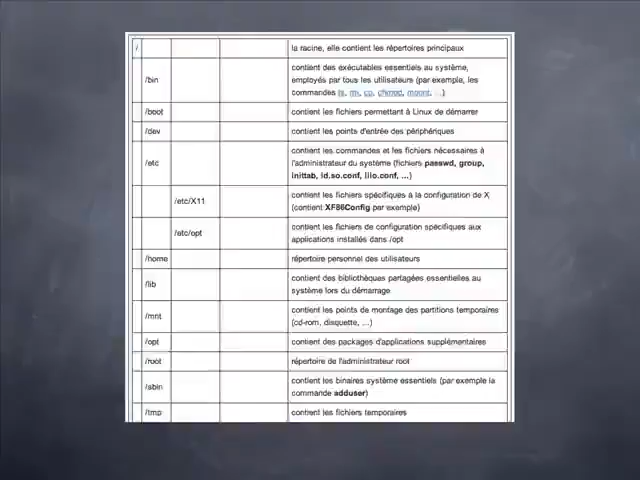 / la racine, elle contient les répertoires principaux
contient des exécutables essentiels au système,
/bin employés par tous les utilisateurs (par exemple, les
commandes ls, mv, cp, chmod, mount, ...)
/boot contient les fichiers permettant à Linux de démarrer
/dev contient les points d'entrée des périphériques
contient les commandes et les fichiers nécessaires à
/etc l'administrateur du système (fichiers passwd, group,
inittab, ld.so.conf, lilo.conf, ...)
/etc/X11 contient les fichiers spécifiques à la configuration de X
(contient XF86Config par exemple)
/etc/opt contient les fichiers de configuration spécifiques aux
applications installés dans /opt
/home répertoire personnel des utilisateurs
/lib contient des bibliothèques partagées essentielles au
système lors du démarrage
/mnt contient les points de montage des partitions temporaires
(cd-rom, disquette, ...)
/opt contient des packages d'applications supplémentaires
/root répertoire de l'administrateur root
/sbin contient les binaires système essentiels (par exemple la
commande adduser)
/tmp contient les fichiers temporaires